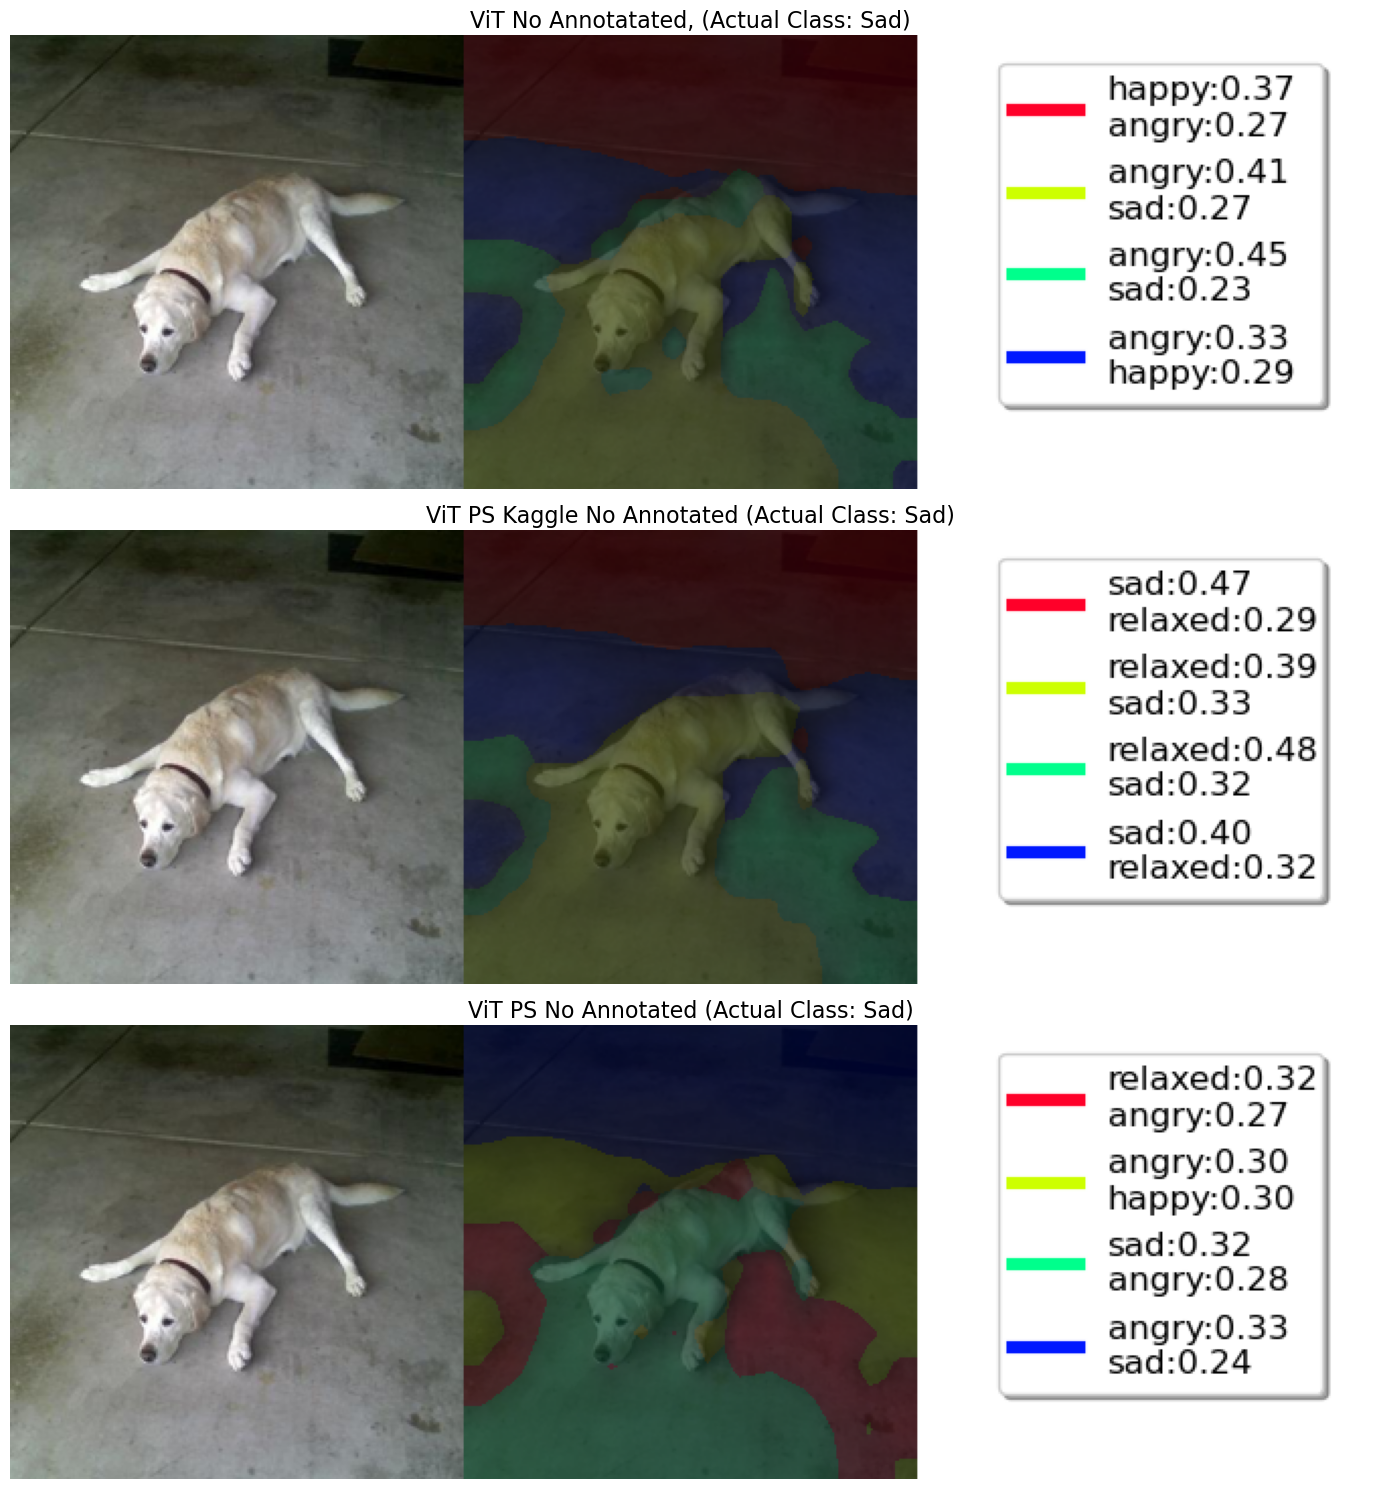 ViT No Annotatated, (Actual Class: Sad)
happy:0.37
angry:0.27
angry:0.41
sad:0.27
angry:0.45
sad:0.23
angry:0.33
happy:0.29
ViT PS Kaggle No Annotated (Actual Class: Sad)
sad:0.47
relaxed:0.29
relaxed:0.39
sad:0.33
relaxed:0.48
sad:0.32
sad:0.40
relaxed:0.32
ViT PS No Annotated (Actual Class: Sad)
relaxed:0.32
angry:0.27
angry:0.30
happy:0.30
sad:0.32
angry:0.28
angry:0.33
sad:0.24